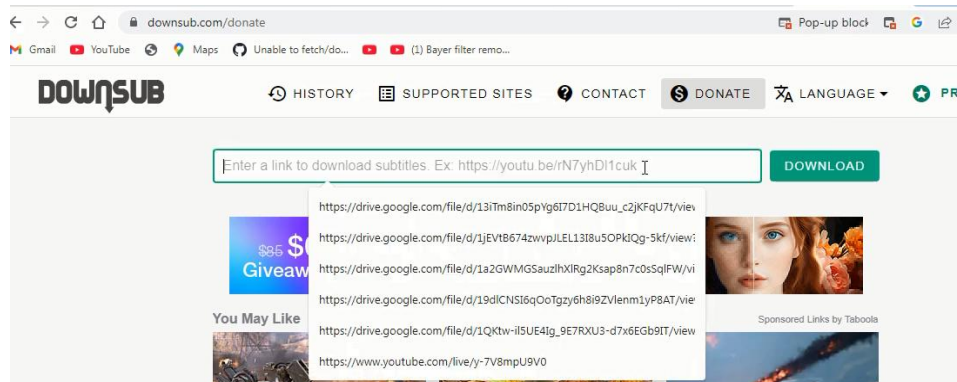 downsub.com/donate
Pop-up block
Gmail YouTube Maps Unable to fetch/do... (1) Bayer filter remo...
DOWNSUB HISTORY SUPPORTED SITES CONTACT DONATE LANGUAGE PR
Enter a link to download subtitles. Ex: https://youtu.be/rN7yhDl1cuk DOWNLOAD
https://drive.google.com/file/d/13iTm8in05pYg6I7D1HQBuu_c2jKFqU7t/view
https://drive.google.com/file/d/1jEVtB674zwvpJLEL13I8u5OPkIQg-5kf/view?
$85 $
Giveaw
https://drive.google.com/file/d/1a2GWMGSauzlhXlRg2Ksap8n7c0sSqlFW/vi
https://drive.google.com/file/d/19dlCNSI6qOoTgzy6h8i9ZVlenm1yP8AT/vie
You May Like
Sponsored Links by Taboola
https://drive.google.com/file/d/1QKtw-il5UE4Ig_9E7RXU3-d7x6EGb9IT/view
https://www.youtube.com/live/y-7V8mpU9V0